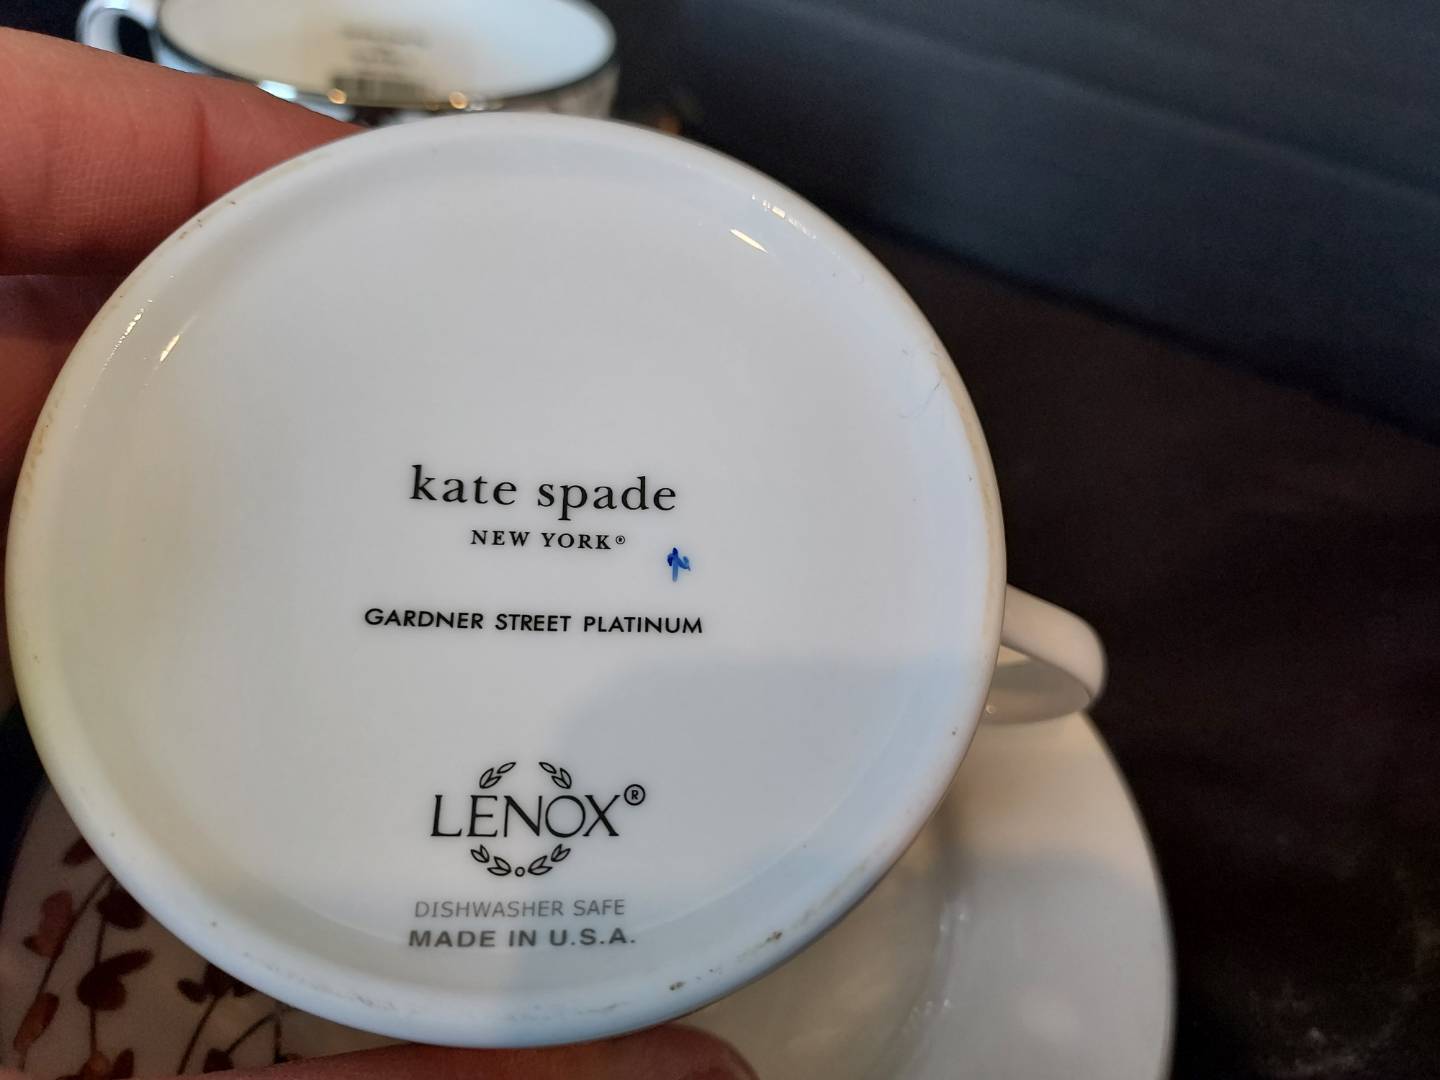 kate spade
NEW YORK®
GARDNER STREET PLATINUM
LENOX®
DISHWASHER SAFE
MADE IN U.S.A.